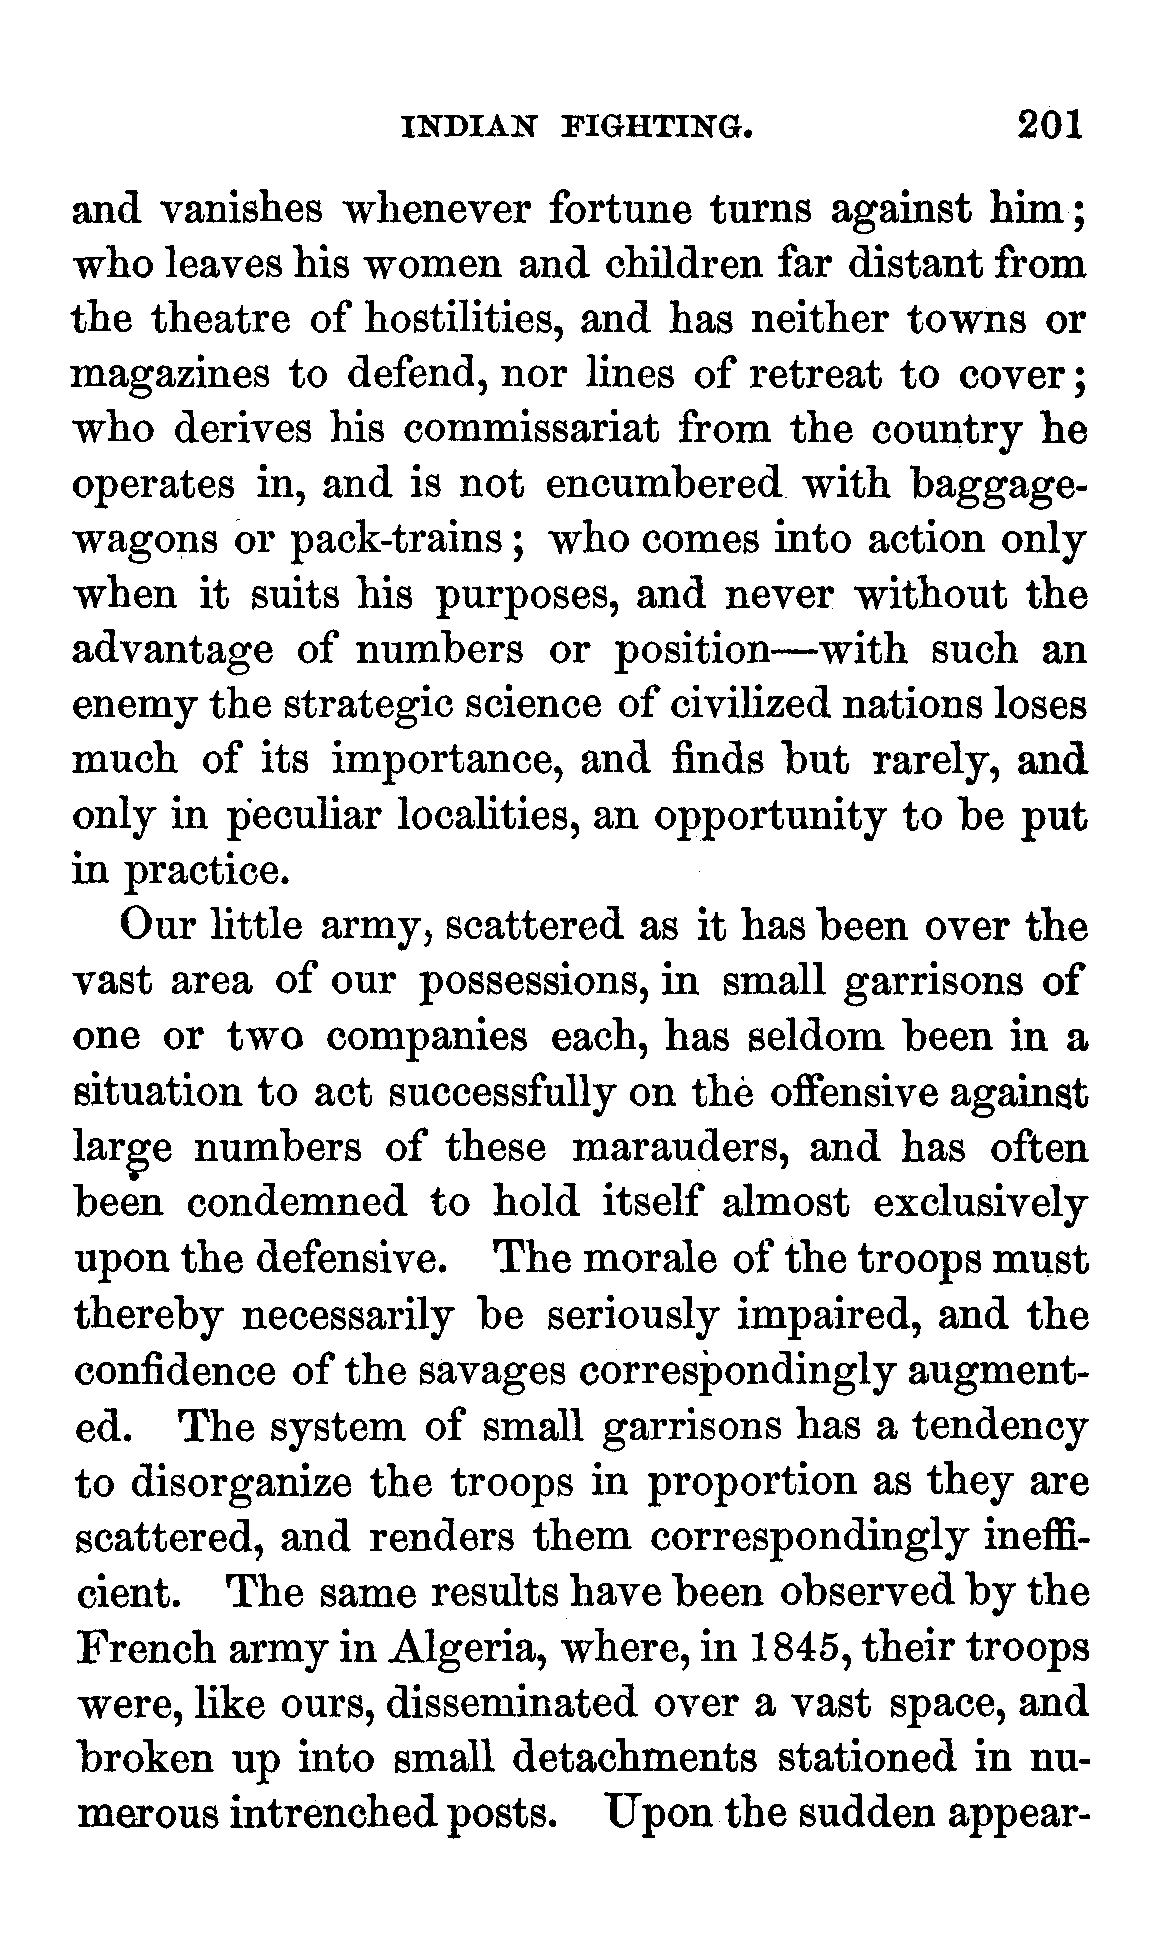 INDIAN FIGHTING. 201
and vanishes whenever fortune turns against him;
who leaves his women and children far distant from
the theatre of hostilities, and has neither towns or
magazines to defend, nor lines of retreat to cover;
who derives his commissariat from the country he
operates in, and is not encumbered with baggage-
wagons or pack-trains; who comes into action only
when it suits his purposes, and never without the
advantage of numbers or position—with such an
enemy the strategic science of civilized nations loses
much of its importance, and finds but rarely, and
only in peculiar localities, an opportunity to be put
in practice.
Our little army, scattered as it has been over the
vast area of our possessions, in small garrisons of
one or two companies each, has seldom been in a
situation to act successfully on the offensive against
large numbers of these marauders, and has often
been condemned to hold itself almost exclusively
upon the defensive. The morale of the troops must
thereby necessarily be seriously impaired, and the
confidence of the savages correspondingly augment-
ed. The system of small garrisons has a tendency
to disorganize the troops in proportion as they are
scattered, and renders them correspondingly ineffi-
cient. The same results have been observed by the
French army in Algeria, where, in 1845, their troops
were, like ours, disseminated over a vast space, and
broken up into small detachments stationed in nu-
merous intrenched posts. Upon the sudden appear-